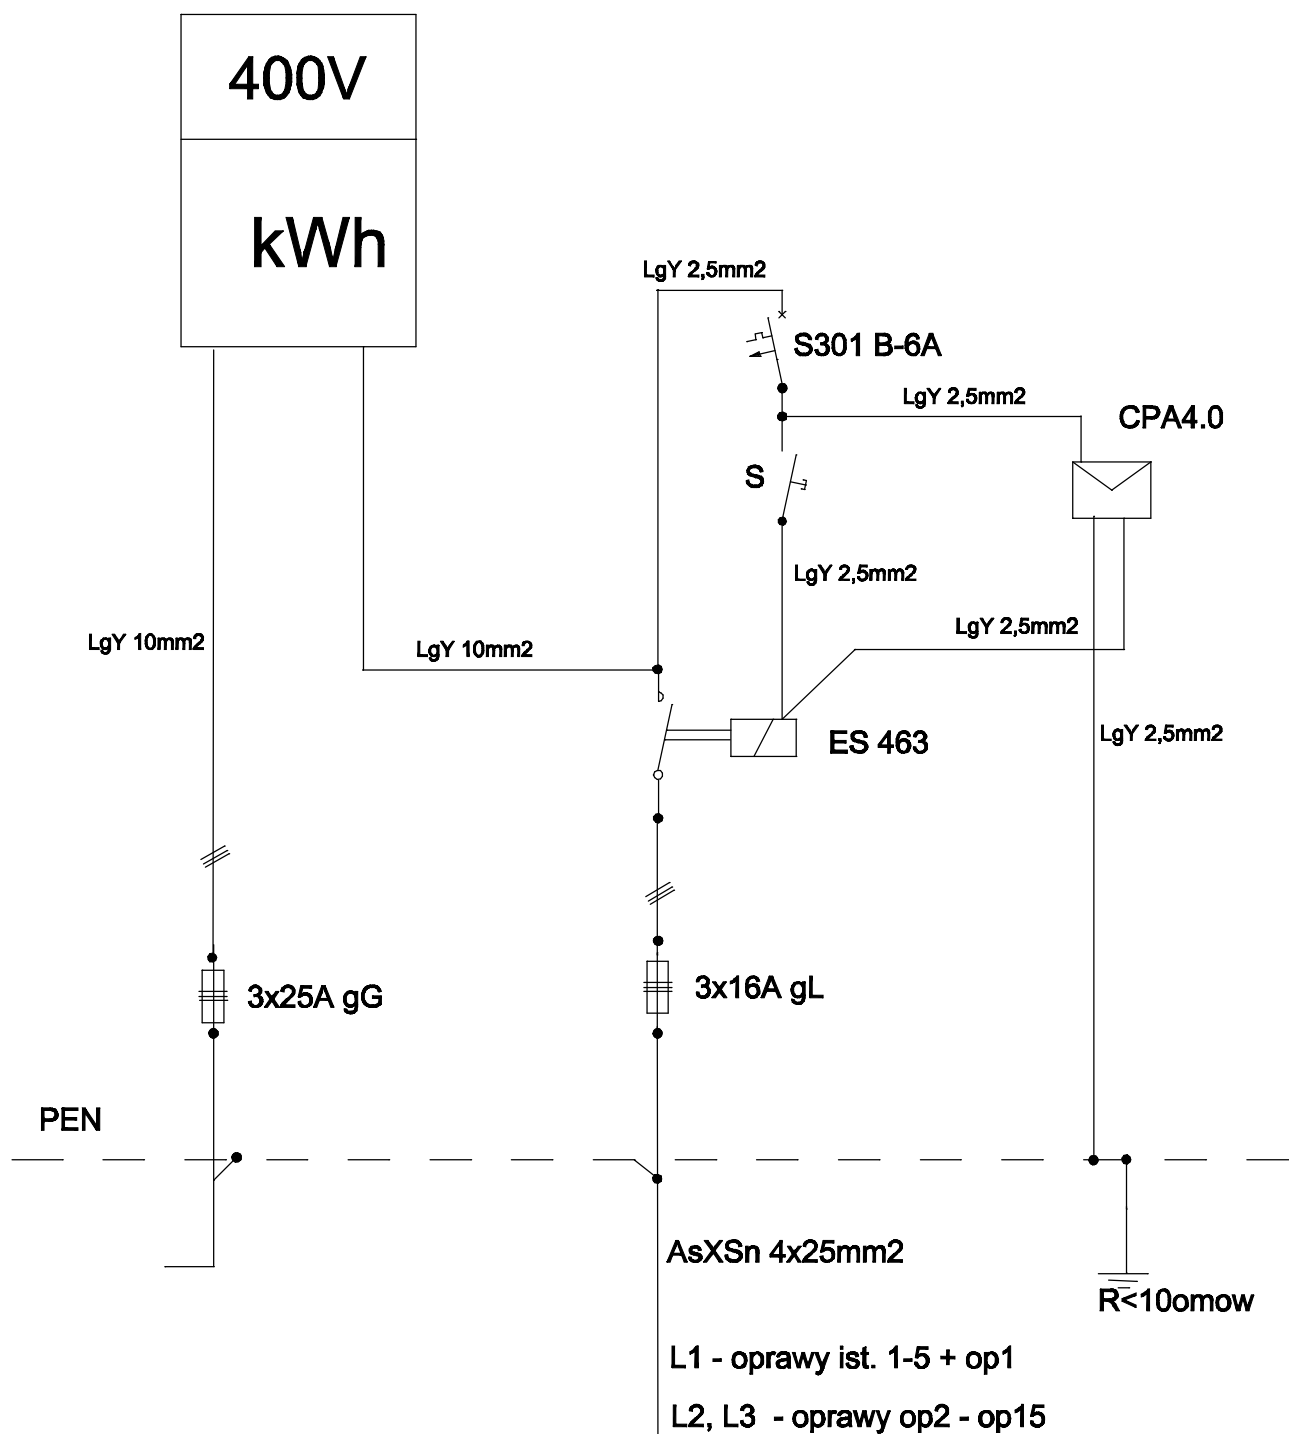 400V
kWh
LgY 2,5mm2
S301 B-6A
LgY 2,5mm2
CPA4.0
S
LgY 2,5mm2
LgY 2,5mm2
LgY 10mm2
LgY 10mm2
LgY 2,5mm2
ES 463
3x25A gG
3x16A gL
PEN
AsXSn 4x25mm2
R<10omow
L1 - oprawy ist. 1-5 + op1
L2, L3 - oprawy op2 - op15